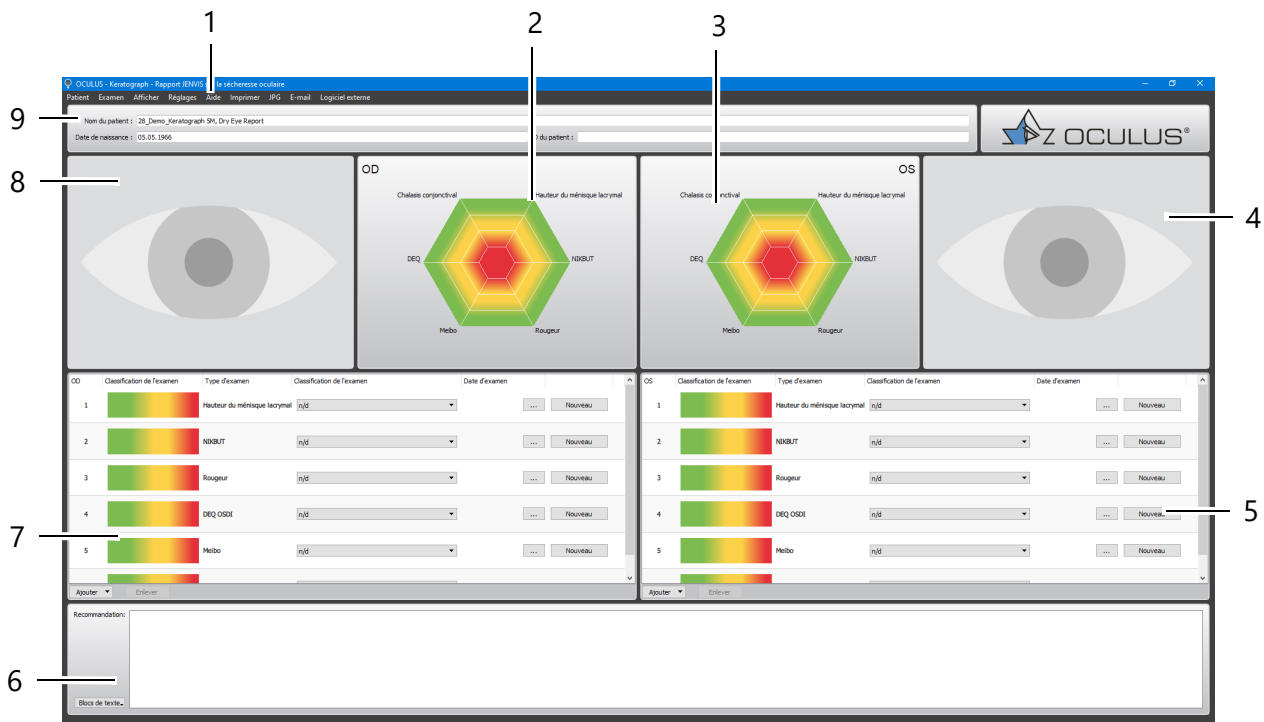 1
2
3
OCULUS - Keratograph - Rapport JENVIS la sécheresse oculaire
Patient Examen Afficher Réglages Aide Imprimer JPG E-mail Logiciel externe
9
Nom du patient : 28_Demo_Keratograph 5M, Dry Eye Report
Date de naissance : 05.05.1966
du patient :
OCULUS®
8
OD
Chalasis conjonctival
Hauteur du ménisque lacrymal
DEQ
NIKBUT
Meibo
Rougeur
OS
Chalasis conjonctival
Hauteur du ménisque lacrymal
DEQ
NIKBUT
Meibo
Rougeur
4
OD Classification de l'examen Type d'examen Classification de l'examen Date d'examen
1 Hauteur du ménisque lacrymal n/d ... Nouveau
2 NIKBUT n/d ... Nouveau
3 Rougeur n/d ... Nouveau
4 DEQ OSDI n/d ... Nouveau
5 Meibo n/d ... Nouveau
Ajouter Enlever
7
OS Classification de l'examen Type d'examen Classification de l'examen Date d'examen
1 Hauteur du ménisque lacrymal n/d ... Nouveau
2 NIKBUT n/d ... Nouveau
3 Rougeur n/d ... Nouveau
4 DEQ OSDI n/d ... Nouveau
5 Meibo n/d ... Nouveau
Ajouter Enlever
5
Recommandation:
6
Blocs de texte